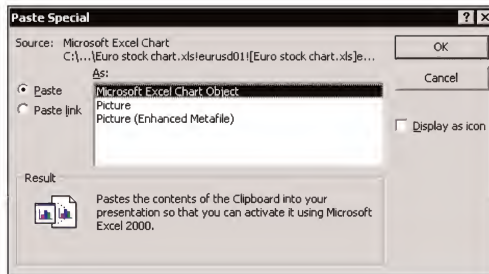 Paste Special
Source: Microsoft Excel Chart
C:\...\Euro stock chart.xls!eurusd01![Euro stock chart.xls]e...
As:
Paste
Paste link
Microsoft Excel Chart Object
Picture
Picture (Enhanced Metafile)
OK
Cancel
Display as icon
Result
Pastes the contents of the Clipboard into your
presentation so that you can activate it using Microsoft
Excel 2000.